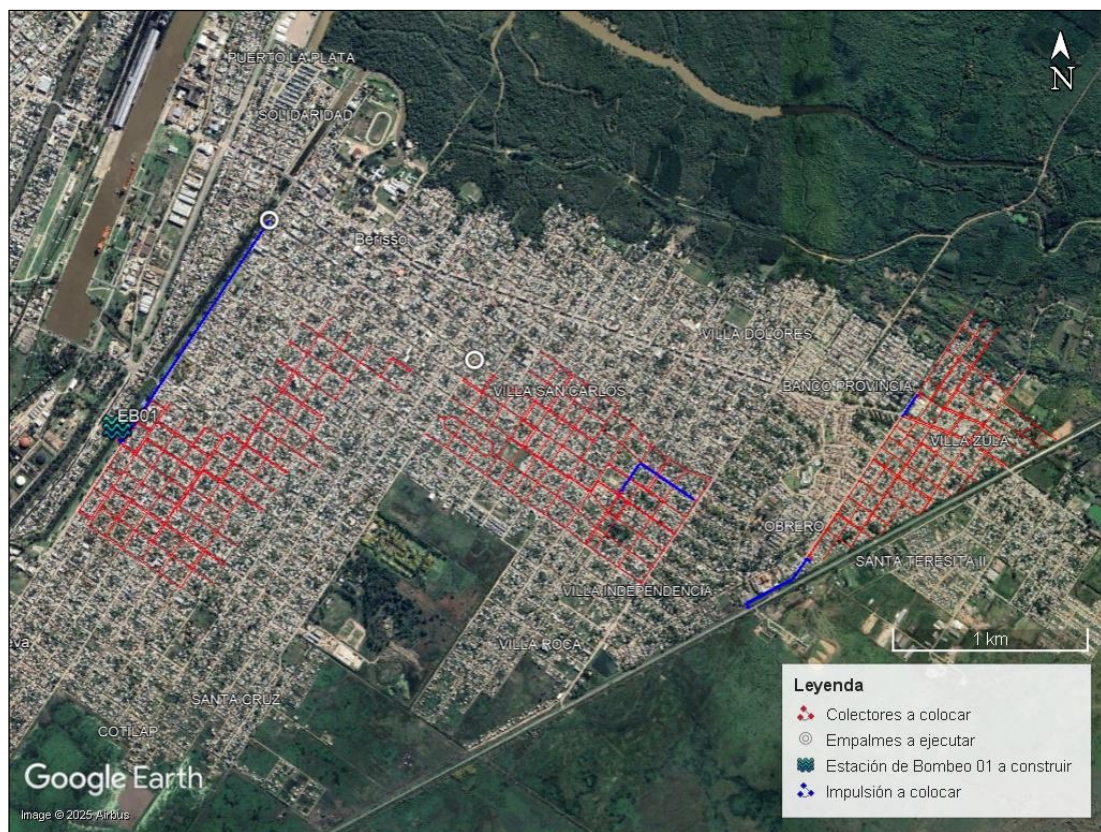 PUERTO LA PLATA
SOLIDARIDAD
N
Berisso
VILLA DOLORES
BANCO PROVINCIA
VILLA SAN CARLOS
EB01
VILLA ZULA
OBRERO
SANTA TERESITA II
VILLA INDEPENDENCIA
VILLA ROCA
1 km
va
SANTA CRUZ
COTILAP
Leyenda
Colectores a colocar
Empalmes a ejecutar
Estación de Bombeo 01 a construir
Impulsión a colocar
Google Earth
Image © 2025 Airbus